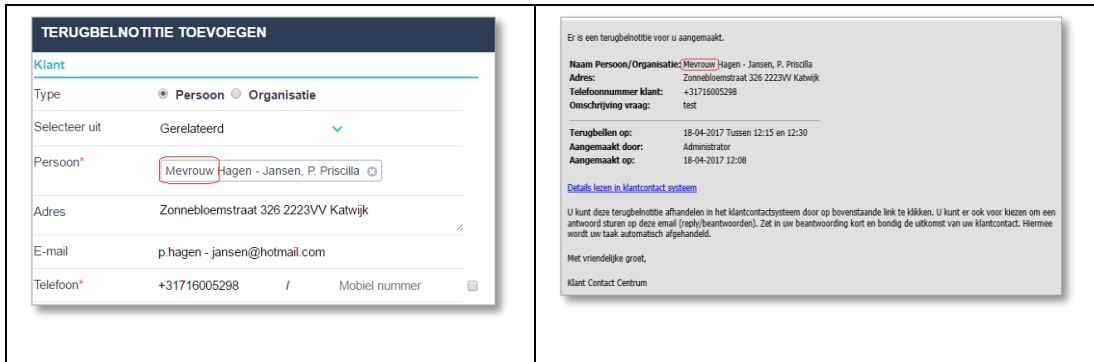 TERUGBELNOTITIE TOEVOEGEN
Klant
Type Persoon Organisatie
Selecteer uit Gerelateerd
Persoon* Mevrouw Hagen - Jansen, P. Priscilla
Adres Zonnebloemstraat 326 2223VV Katwijk
E-mail p.hagen - jansen@hotmail.com
Telefoon* +31716005298 / Mobiel nummer
Er is een terugbelnotitie voor u aangemaakt.
Naam Persoon/Organisatie: Mevrouw Hagen - Jansen, P. Priscilla
Adres: Zonnebloemstraat 326 2223VV Katwijk
Telefoonnummer klant: +31716005298
Omschrijving vraag: test
Terugbellen op: 18-04-2017 Tussen 12:15 en 12:30
Aangemaakt door: Administrator
Aangemaakt op: 18-04-2017 12:08
Details lezen in klantcontact systeem
U kunt deze terugbelnotitie afhandelen in het klantcontactsysteem door op bovenstaande link te klikken. U kunt er ook voor kiezen om een
antwoord sturen op deze email (reply/beantwoorden). Zet in uw beantwoording kort en bondig de uitkomst van uw klantcontact. Hiermee
wordt uw taak automatisch afgehandeld.
Met vriendelijke groet,
Klant Contact Centrum